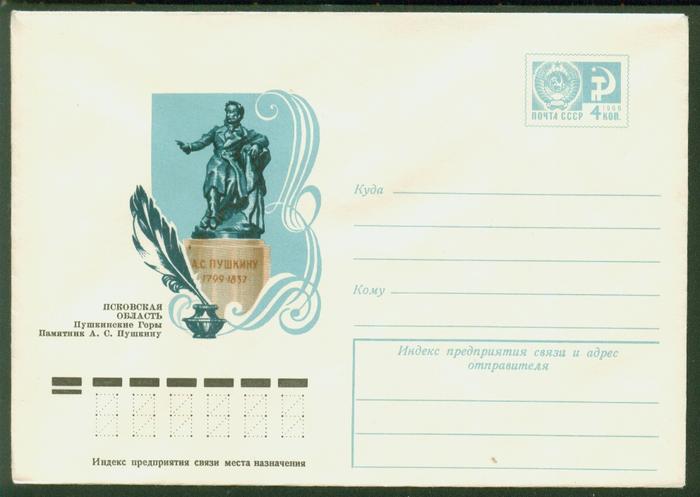 ПОЧТА СССР
1966
4 КОП.
А.С. ПУШКИНУ
1799-1837
ПСКОВСКАЯ
ОБЛАСТЬ
Пушкинские Горы
Памятник А. С. Пушкину
Куда
Кому
Индекс предприятия связи и адрес
отправителя
Индекс предприятия связи места назначения